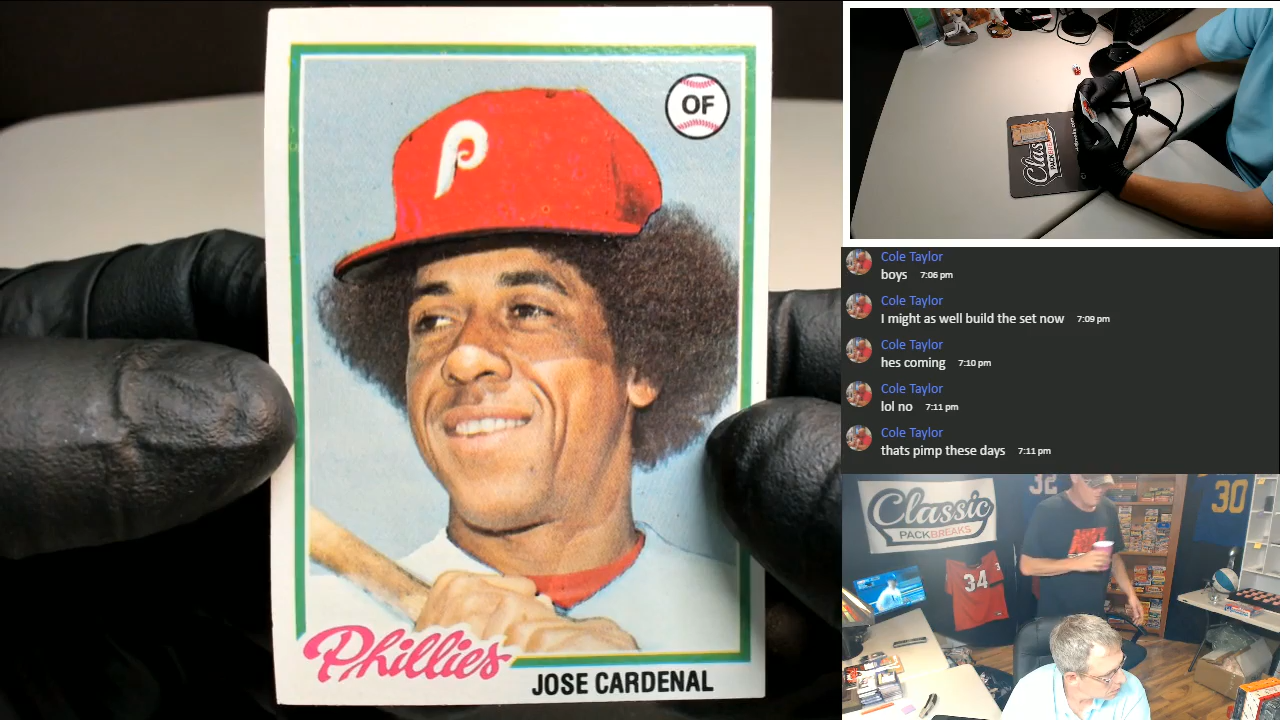 OF
P
Phillies
JOSE CARDENAL
Clas
Cole Taylor
boys 7:06 pm
Cole Taylor
I might as well build the set now 7:09 pm
Cole Taylor
hes coming 7:10 pm
Cole Taylor
lol no 7:11 pm
Cole Taylor
thats pimp these days 7:11 pm
Classic
PACKBREAKS
32
30
34